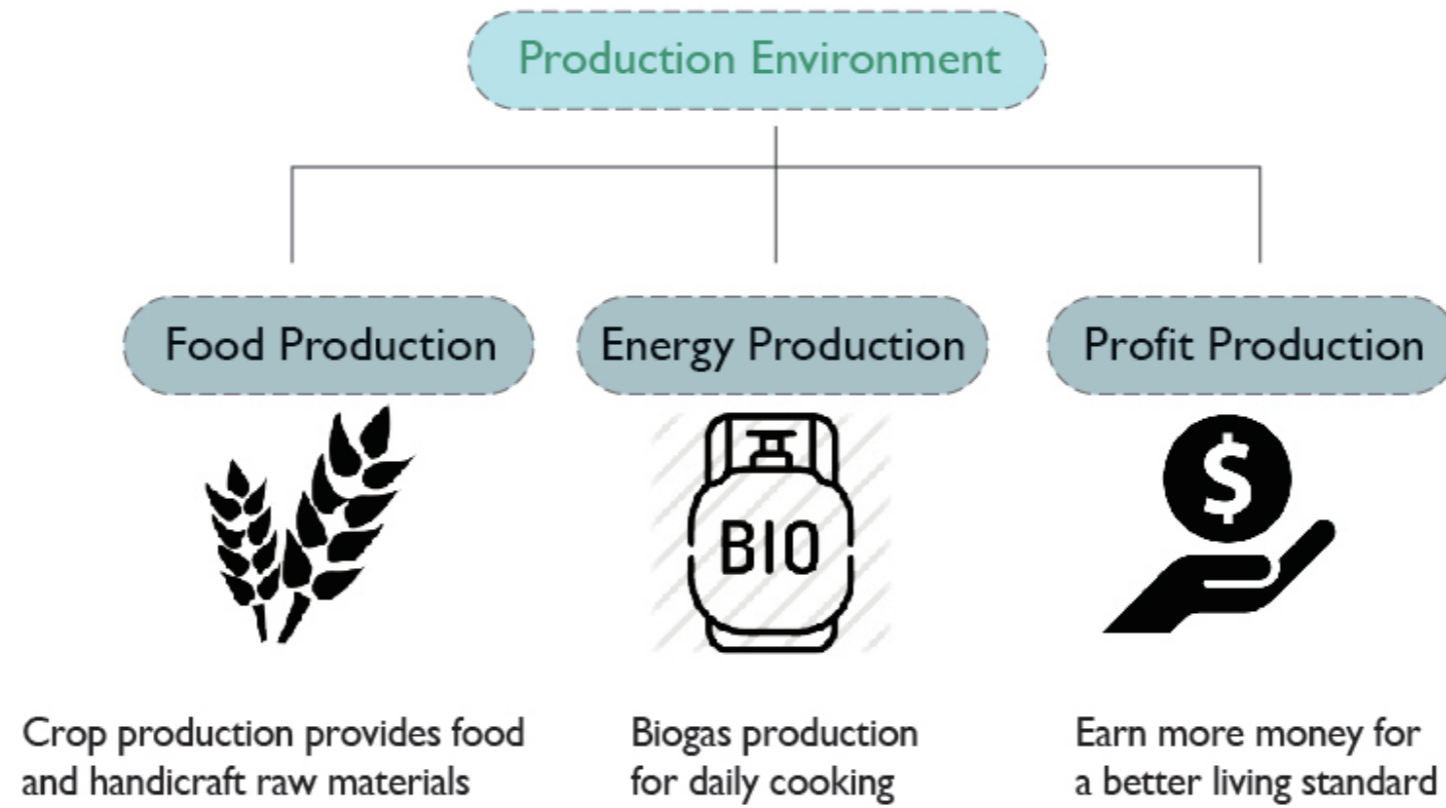 Production Environment
Food Production
Energy Production
Profit Production
$
BIO
Crop production provides food
and handicraft raw materials
Biogas production
for daily cooking
Earn more money for
a better living standard